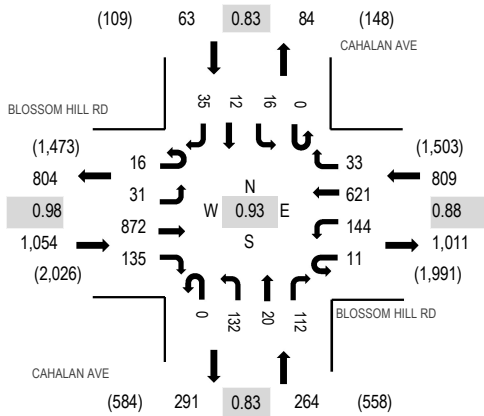 (109) 63 0.83 84 (148)
CAHALAN AVE
BLOSSOM HILL RD
35 12 16 0
(1,473) (1,503)
804 16 33 809
31 N 621
0.98 W 0.93 E 0.88
872 S 144
1,054 1,011
135 11
(2,026) (1,991)
0 132 20 112
BLOSSOM HILL RD
CAHALAN AVE
(584) 291 0.83 264 (558)